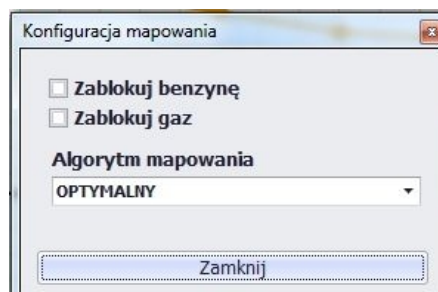 Konfiguracja mapowania
Zablokuj benzynę
Zablokuj gaz
Algorytm mapowania
OPTYMALNY
Zamknij